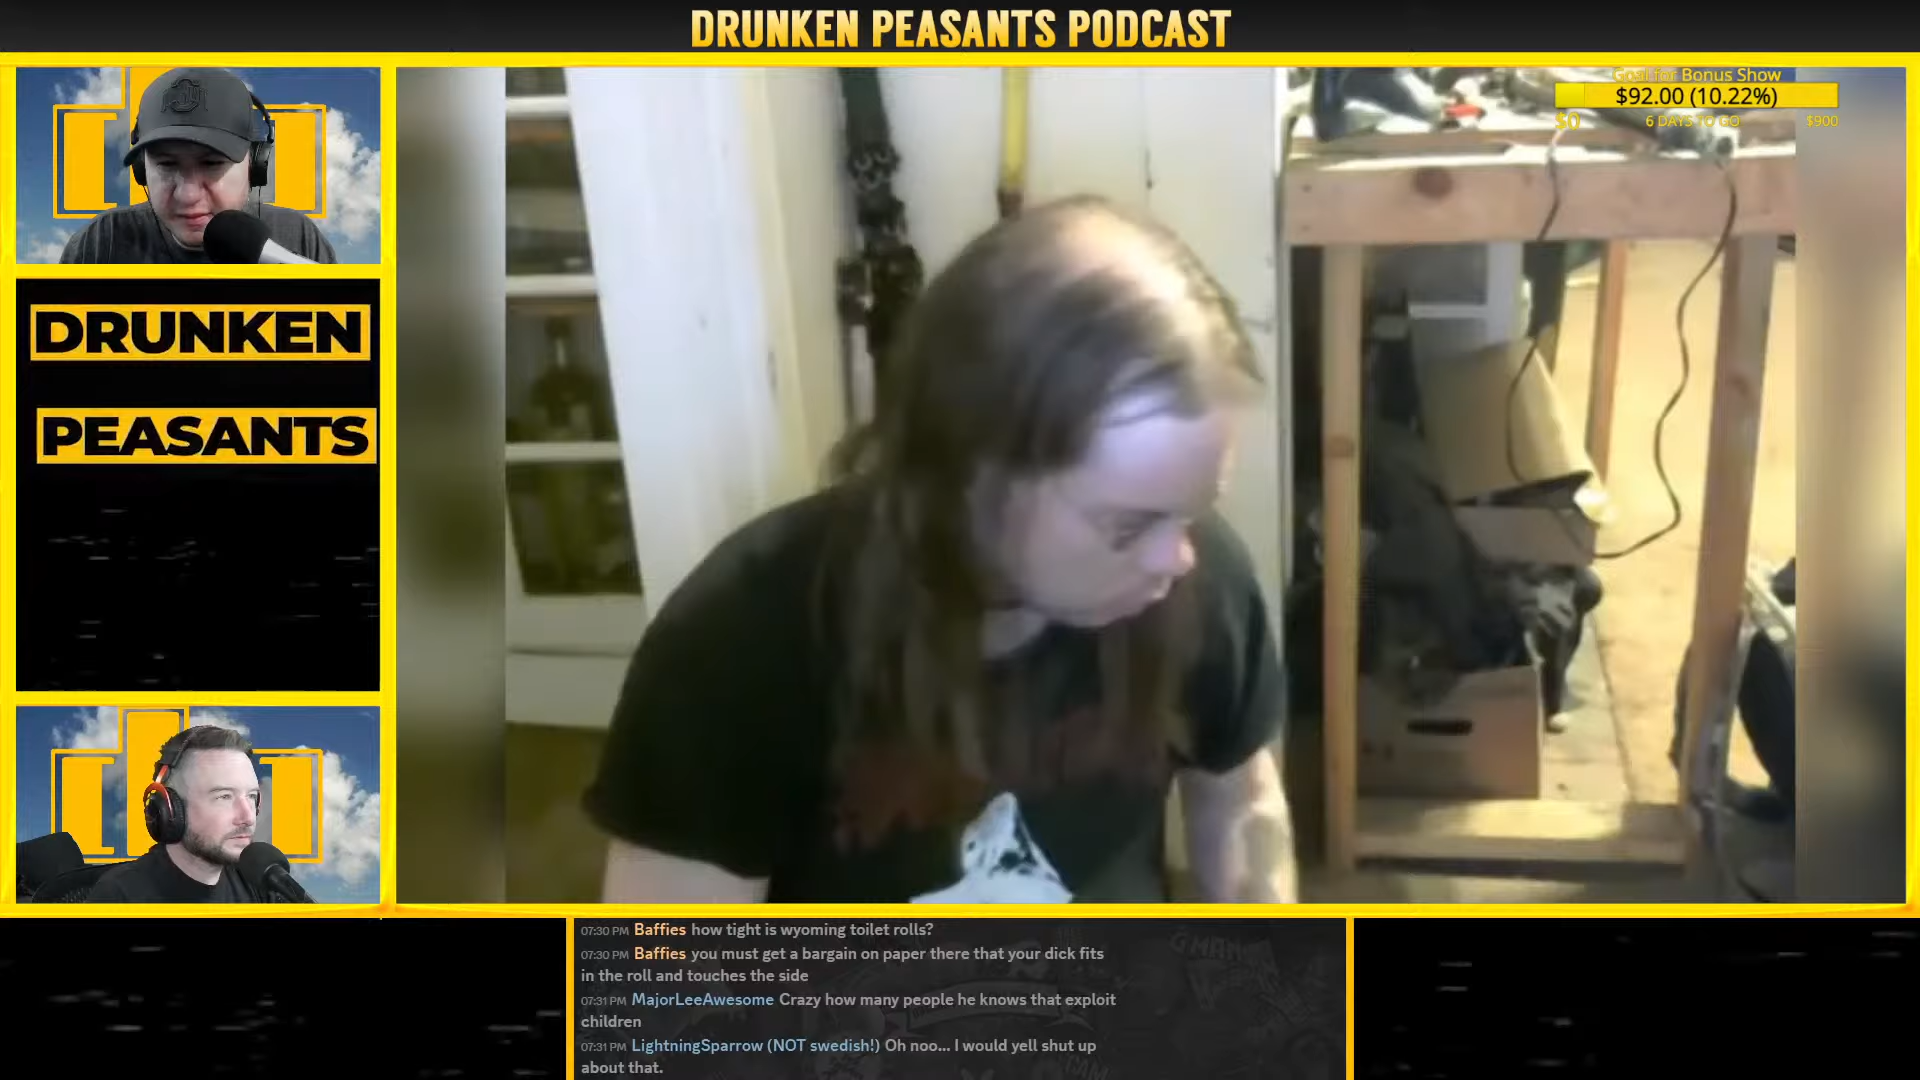 DRUNKEN PEASANTS PODCAST
Goal for Bonus Show
$92.00 (10.22%)
$0
6 DAYS TO GO
$900
DRUNKEN
PEASANTS
07:30 PM Baffies how tight is wyoming toilet rolls?
07:30 PM Baffies you must get a bargain on paper there that your dick fits
in the roll and touches the side
07:31 PM MajorLeeAwesome Crazy how many people he knows that exploit
children
07:31 PM LightningSparrow (NOT swedish!) Oh noo... I would yell shut up
about that.